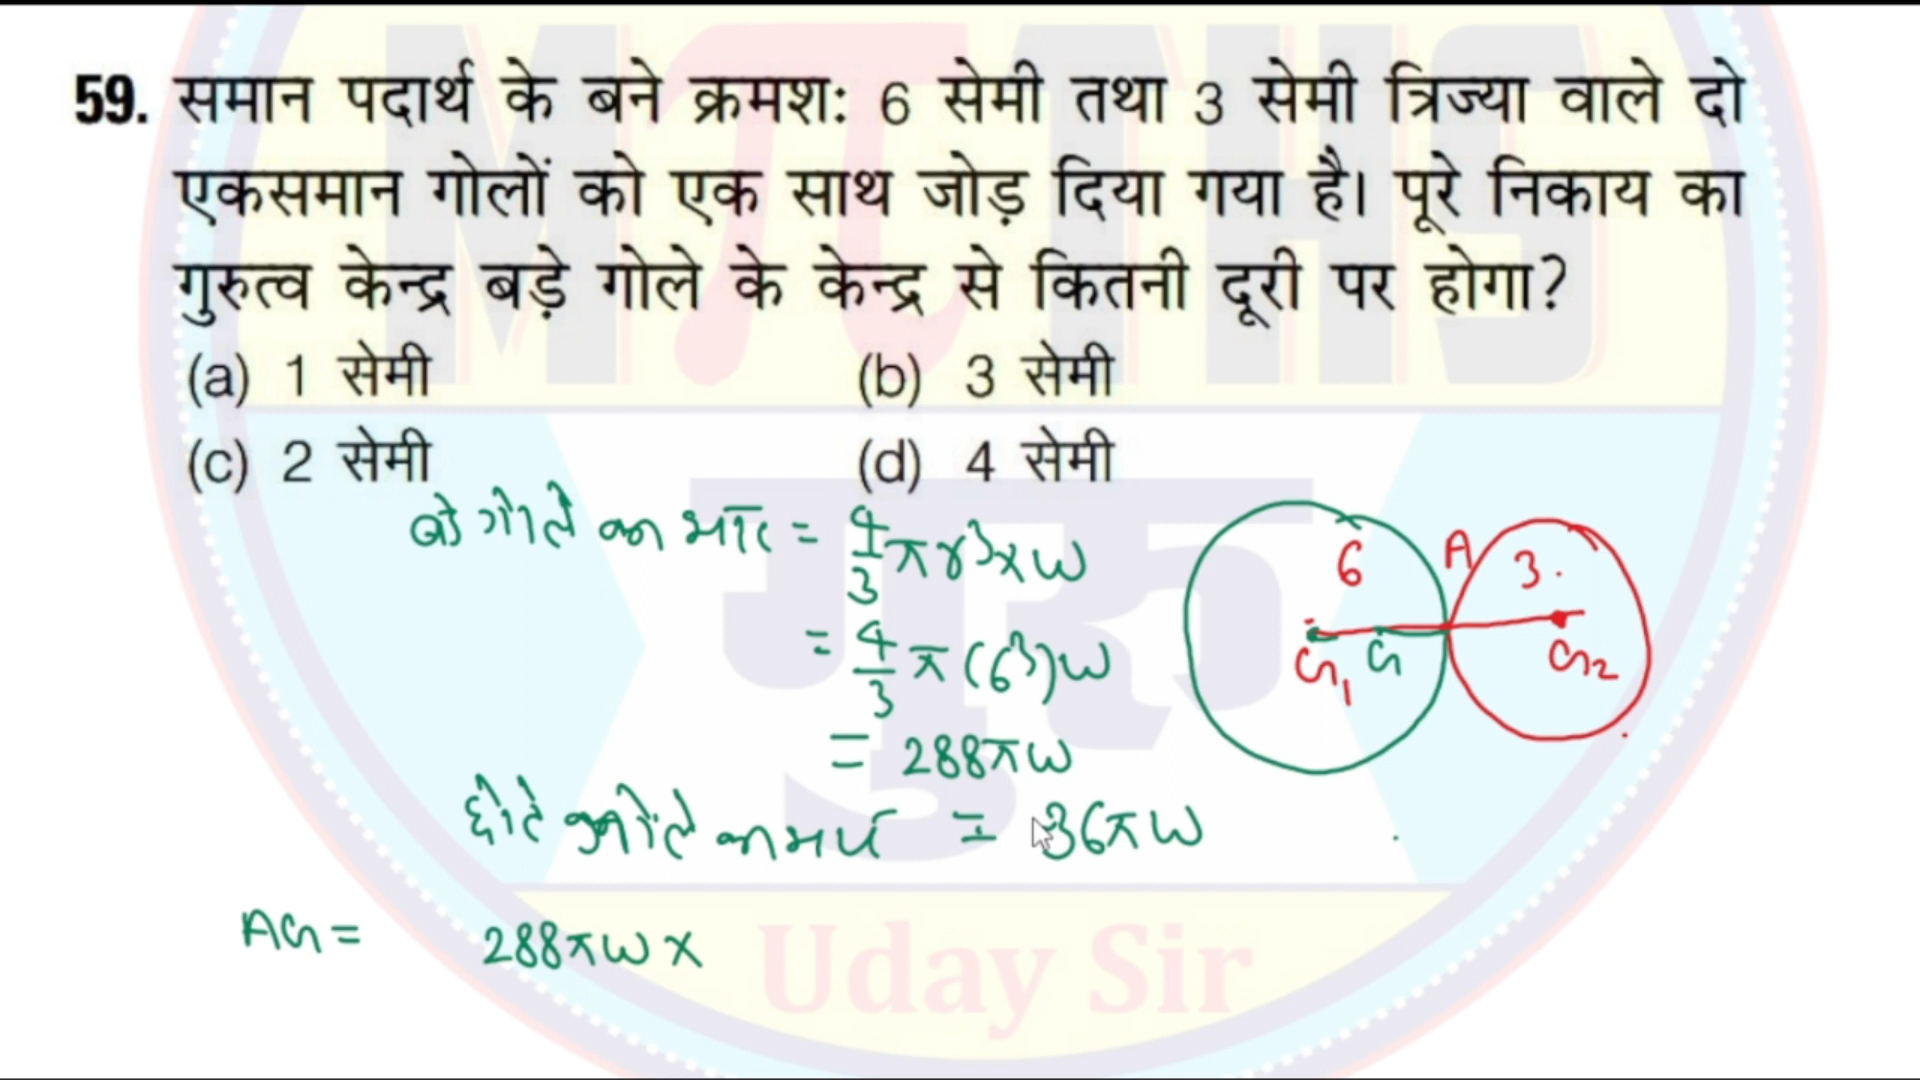 59. समान पदार्थ के बने क्रमशः 6 सेमी तथा 3 सेमी त्रिज्या वाले दो
एकसमान गोलों को एक साथ जोड़ दिया गया है। पूरे निकाय का
गुरुत्व केन्द्र बड़े गोले के केन्द्र से कितनी दूरी पर होगा?
(a) 1 सेमी (b) 3 सेमी
(c) 2 सेमी (d) 4 सेमी
गोले का भार = 4/3 πr³×w
= 4/3 π(6³)w
= 288πw
छोटे गोले का भार = 36πw
AG = 288πw×
6 A 3
G₁ G G₂
MATHS
गुरु
Uday Sir